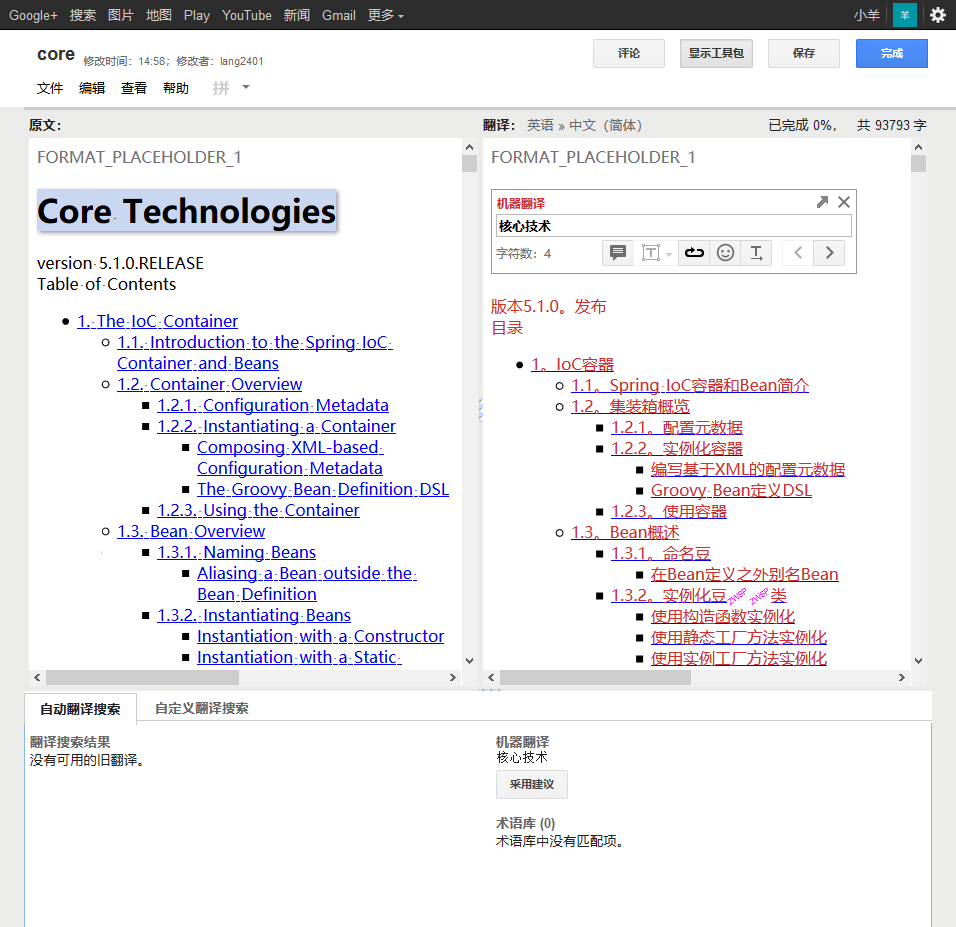 Google+ 搜索 图片 地图 Play YouTube 新闻 Gmail 更多 小羊 羊
core 修改时间：14:58；修改者：lang2401
评论 显示工具包 保存 完成
文件 编辑 查看 帮助 拼
原文：
翻译： 英语 » 中文（简体） 已完成 0%， 共 93793 字
FORMAT_PLACEHOLDER_1
Core Technologies
version 5.1.0.RELEASE
Table of Contents
1. The IoC Container
1.1. Introduction to the Spring IoC
Container and Beans
1.2. Container Overview
1.2.1. Configuration Metadata
1.2.2. Instantiating a Container
Composing XML-based
Configuration Metadata
The Groovy Bean Definition DSL
1.2.3. Using the Container
1.3. Bean Overview
1.3.1. Naming Beans
Aliasing a Bean outside the
Bean Definition
1.3.2. Instantiating Beans
Instantiation with a Constructor
Instantiation with a Static
FORMAT_PLACEHOLDER_1
机器翻译
核心技术
字符数：4
版本5.1.0。发布
目录
1。IoC容器
1.1。Spring IoC容器和Bean简介
1.2。集装箱概览
1.2.1。配置元数据
1.2.2。实例化容器
编写基于XML的配置元数据
Groovy Bean定义DSL
1.2.3。使用容器
1.3。Bean概述
1.3.1。命名豆
在Bean定义之外别名Bean
1.3.2。实例化豆ZWSPZWSP类
使用构造函数实例化
使用静态工厂方法实例化
使用实例工厂方法实例化
自动翻译搜索 自定义翻译搜索
翻译搜索结果
没有可用的旧翻译。
机器翻译
核心技术
采用建议
术语库 (0)
术语库中没有匹配项。